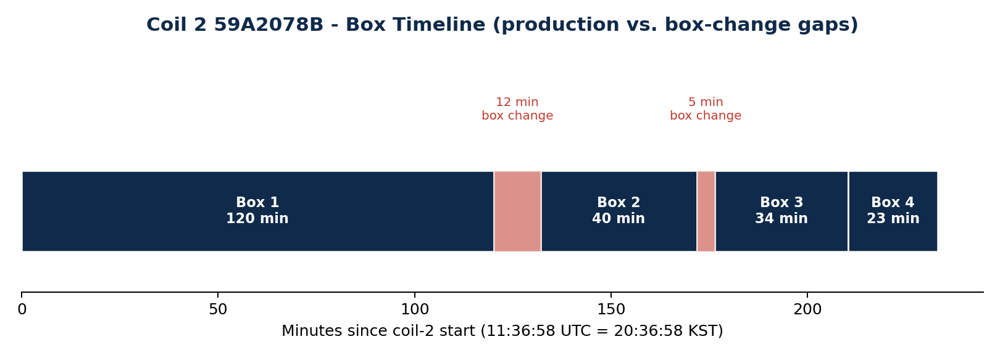 Coil 2 59A2078B - Box Timeline (production vs. box-change gaps)
12 min
box change
5 min
box change
Box 1
120 min
Box 2
40 min
Box 3
34 min
Box 4
23 min
0
50
100
150
200
Minutes since coil-2 start (11:36:58 UTC = 20:36:58 KST)